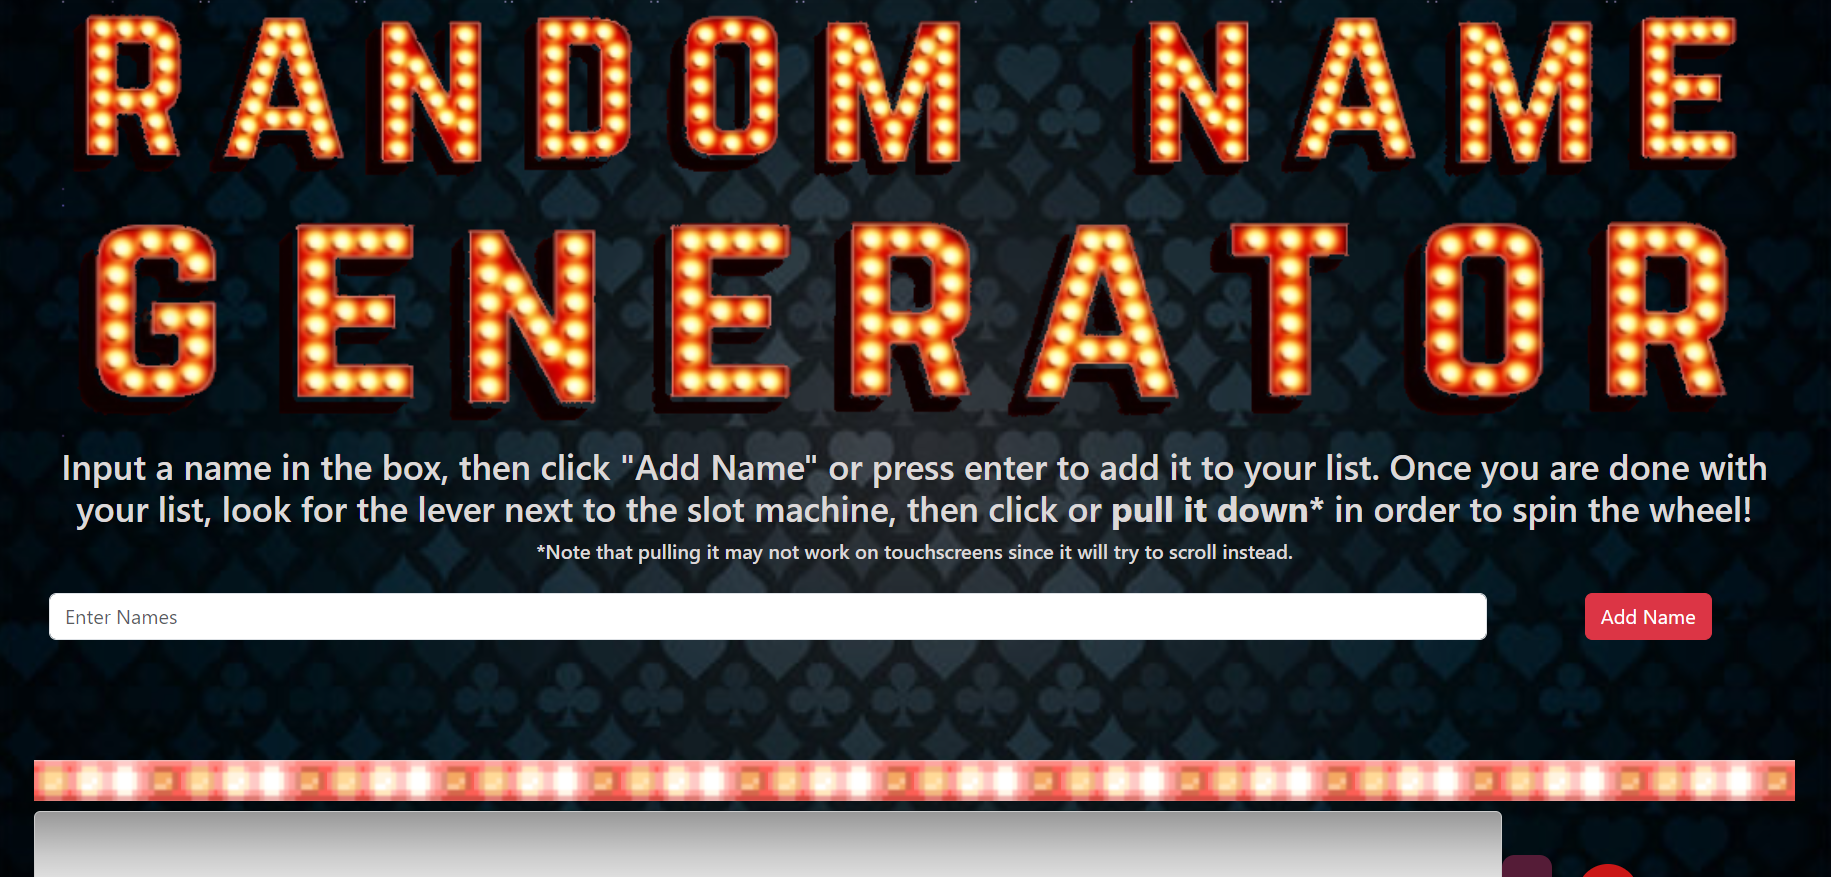 RANDOM NAME
GENERATOR
Input a name in the box, then click "Add Name" or press enter to add it to your list. Once you are done with
your list, look for the lever next to the slot machine, then click or pull it down* in order to spin the wheel!
*Note that pulling it may not work on touchscreens since it will try to scroll instead.
Enter Names
Add Name